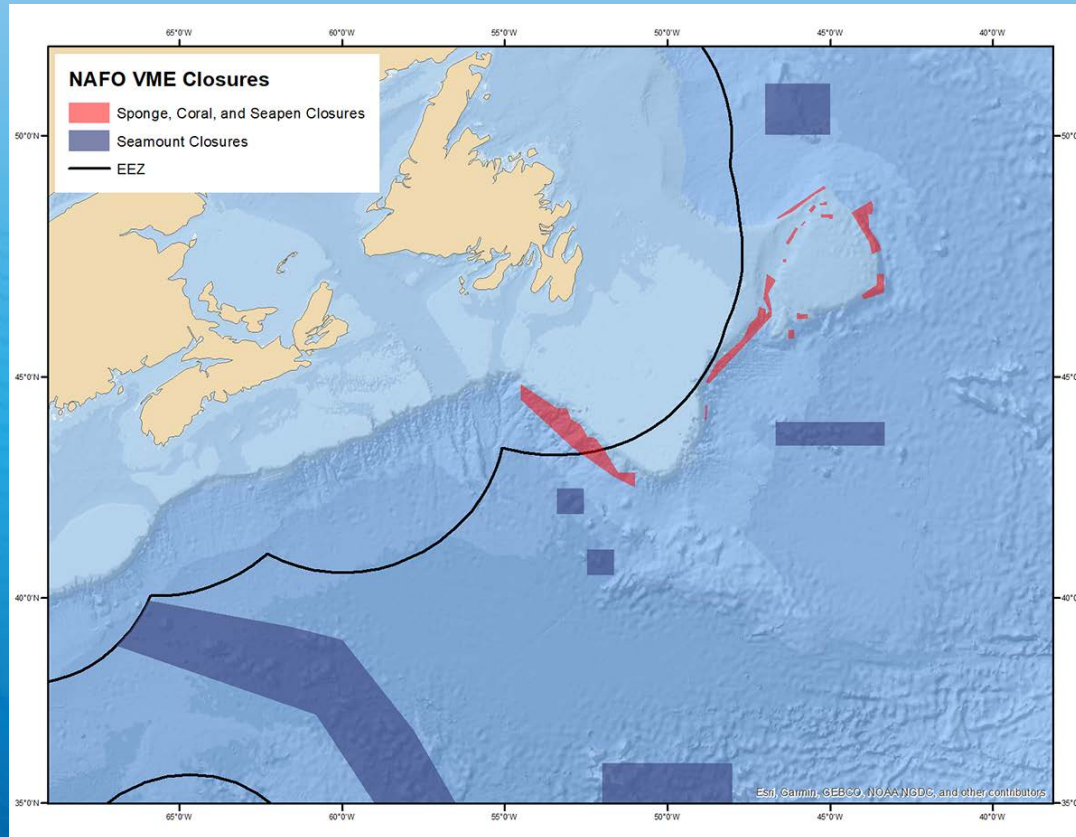 65°0'W 60°0'W 55°0'W 50°0'W 45°0'W 40°0'W
NAFO VME Closures
Sponge, Coral, and Seapen Closures
Seamount Closures
EEZ
50°0'N 50°0'
45°0'N 45°0'
40°0'N 40°0'
35°0'N 35°0'
Esri, Garmin, GEBCO, NOAA NGDC, and other contributors
65°0'W 60°0'W 55°0'W 50°0'W 45°0'W 40°0'W